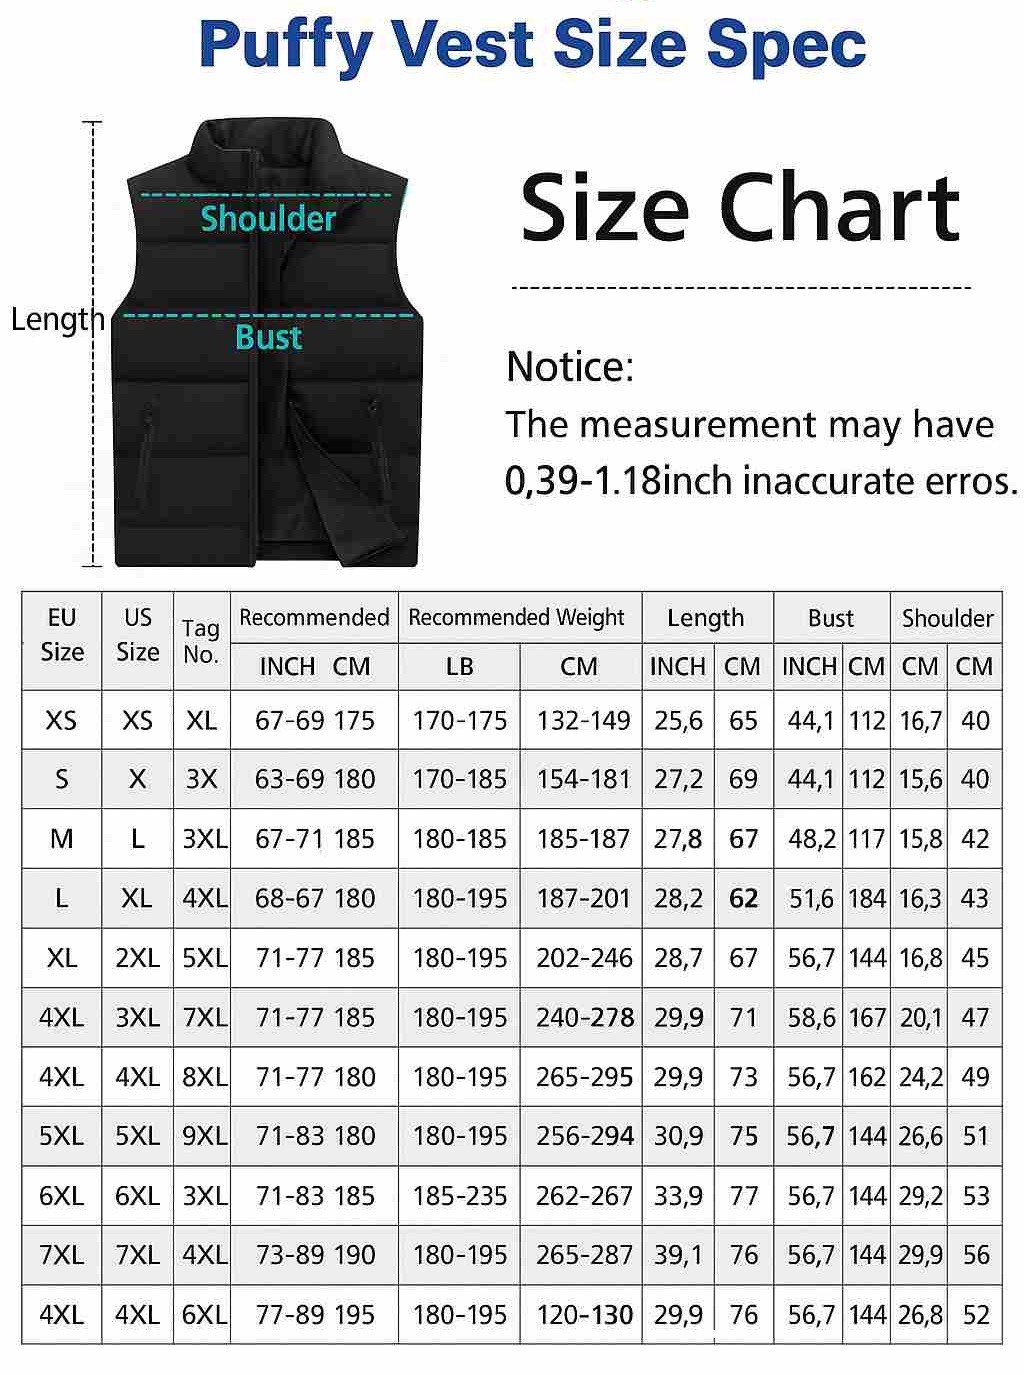 Puffy Vest Size Spec
Size Chart
Shoulder
Length
Bust
Notice:
The measurement may have
0,39-1.18inch inaccurate erros.
EU Size US Size Tag No. Recommended Recommended Weight Length Bust Shoulder
INCH CM LB CM INCH CM INCH CM CM CM
XS XS XL 67-69 175 170-175 132-149 25,6 65 44,1 112 16,7 40
S X 3X 63-69 180 170-185 154-181 27,2 69 44,1 112 15,6 40
M L 3XL 67-71 185 180-185 185-187 27,8 67 48,2 117 15,8 42
L XL 4XL 68-67 180 180-195 187-201 28,2 62 51,6 184 16,3 43
XL 2XL 5XL 71-77 185 180-195 202-246 28,7 67 56,7 144 16,8 45
4XL 3XL 7XL 71-77 185 180-195 240-278 29,9 71 58,6 167 20,1 47
4XL 4XL 8XL 71-77 180 180-195 265-295 29,9 73 56,7 162 24,2 49
5XL 5XL 9XL 71-83 180 180-195 256-294 30,9 75 56,7 144 26,6 51
6XL 6XL 3XL 71-83 185 185-235 262-267 33,9 77 56,7 144 29,2 53
7XL 7XL 4XL 73-89 190 180-195 265-287 39,1 76 56,7 144 29,9 56
4XL 4XL 6XL 77-89 195 180-195 120-130 29,9 76 56,7 144 26,8 52